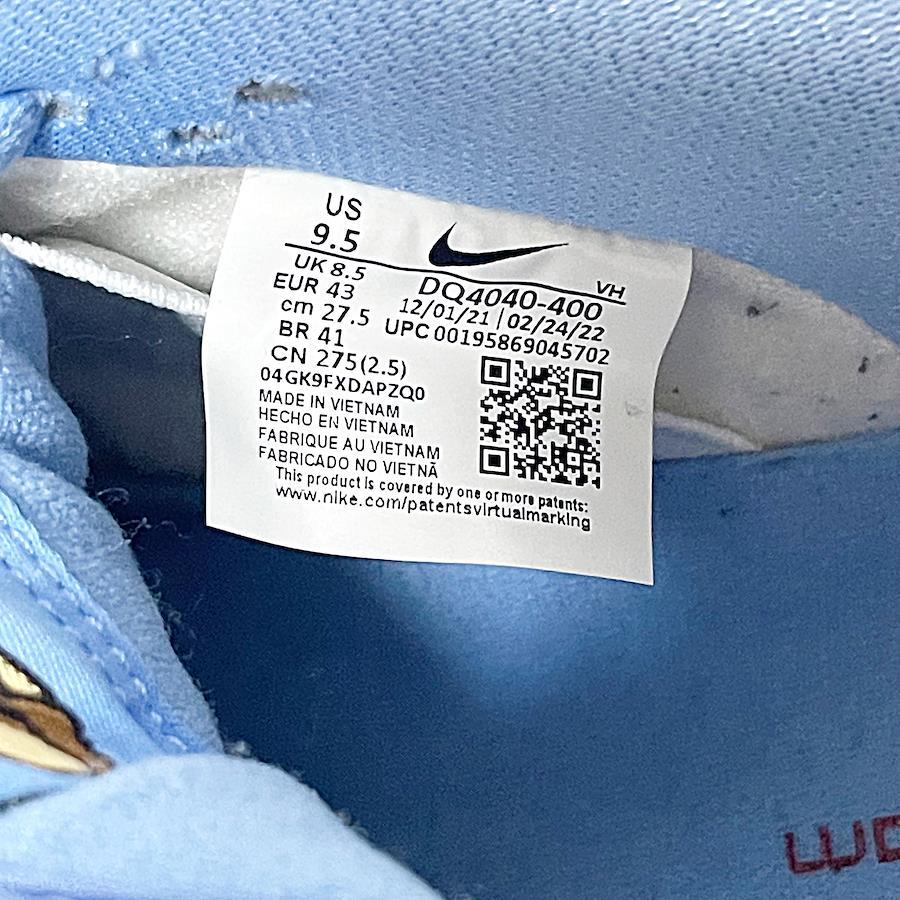 US
9.5
UK 8.5
EUR 43
cm 27.5
BR 41
CN 275(2.5)
VH
DQ4040-400
12/01/21 | 02/24/22
UPC 00195869045702
04GK9FXDAPZQ0
MADE IN VIETNAM
HECHO EN VIETNAM
FABRIQUE AU VIETNAM
FABRICADO NO VIETNÃ
This product is covered by one or more patents:
www.nike.com/patentsvirtualmarking